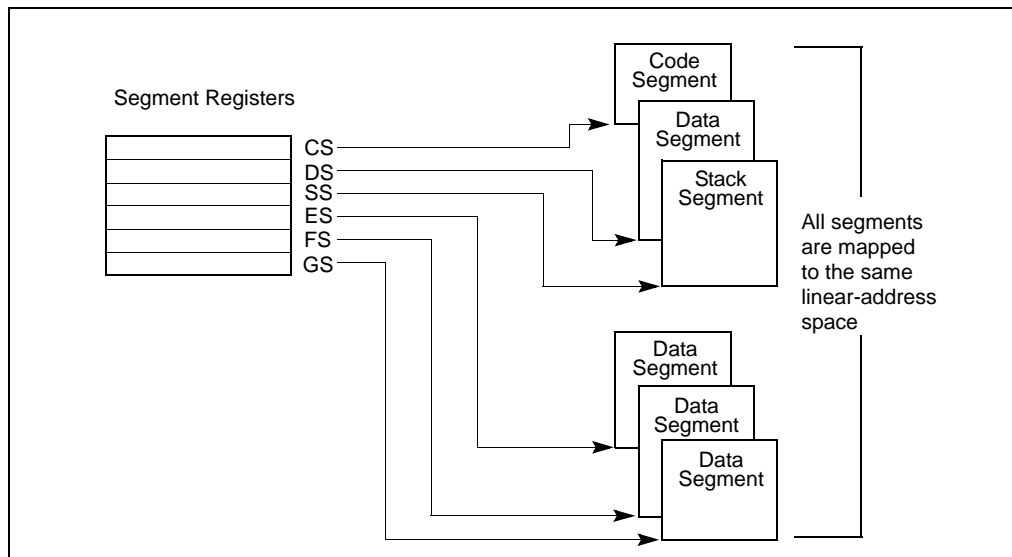 Segment Registers
CS
DS
SS
ES
FS
GS
Code
Segment
Data
Segment
Stack
Segment
Data
Segment
Data
Segment
Data
Segment
All segments
are mapped
to the same
linear-address
space